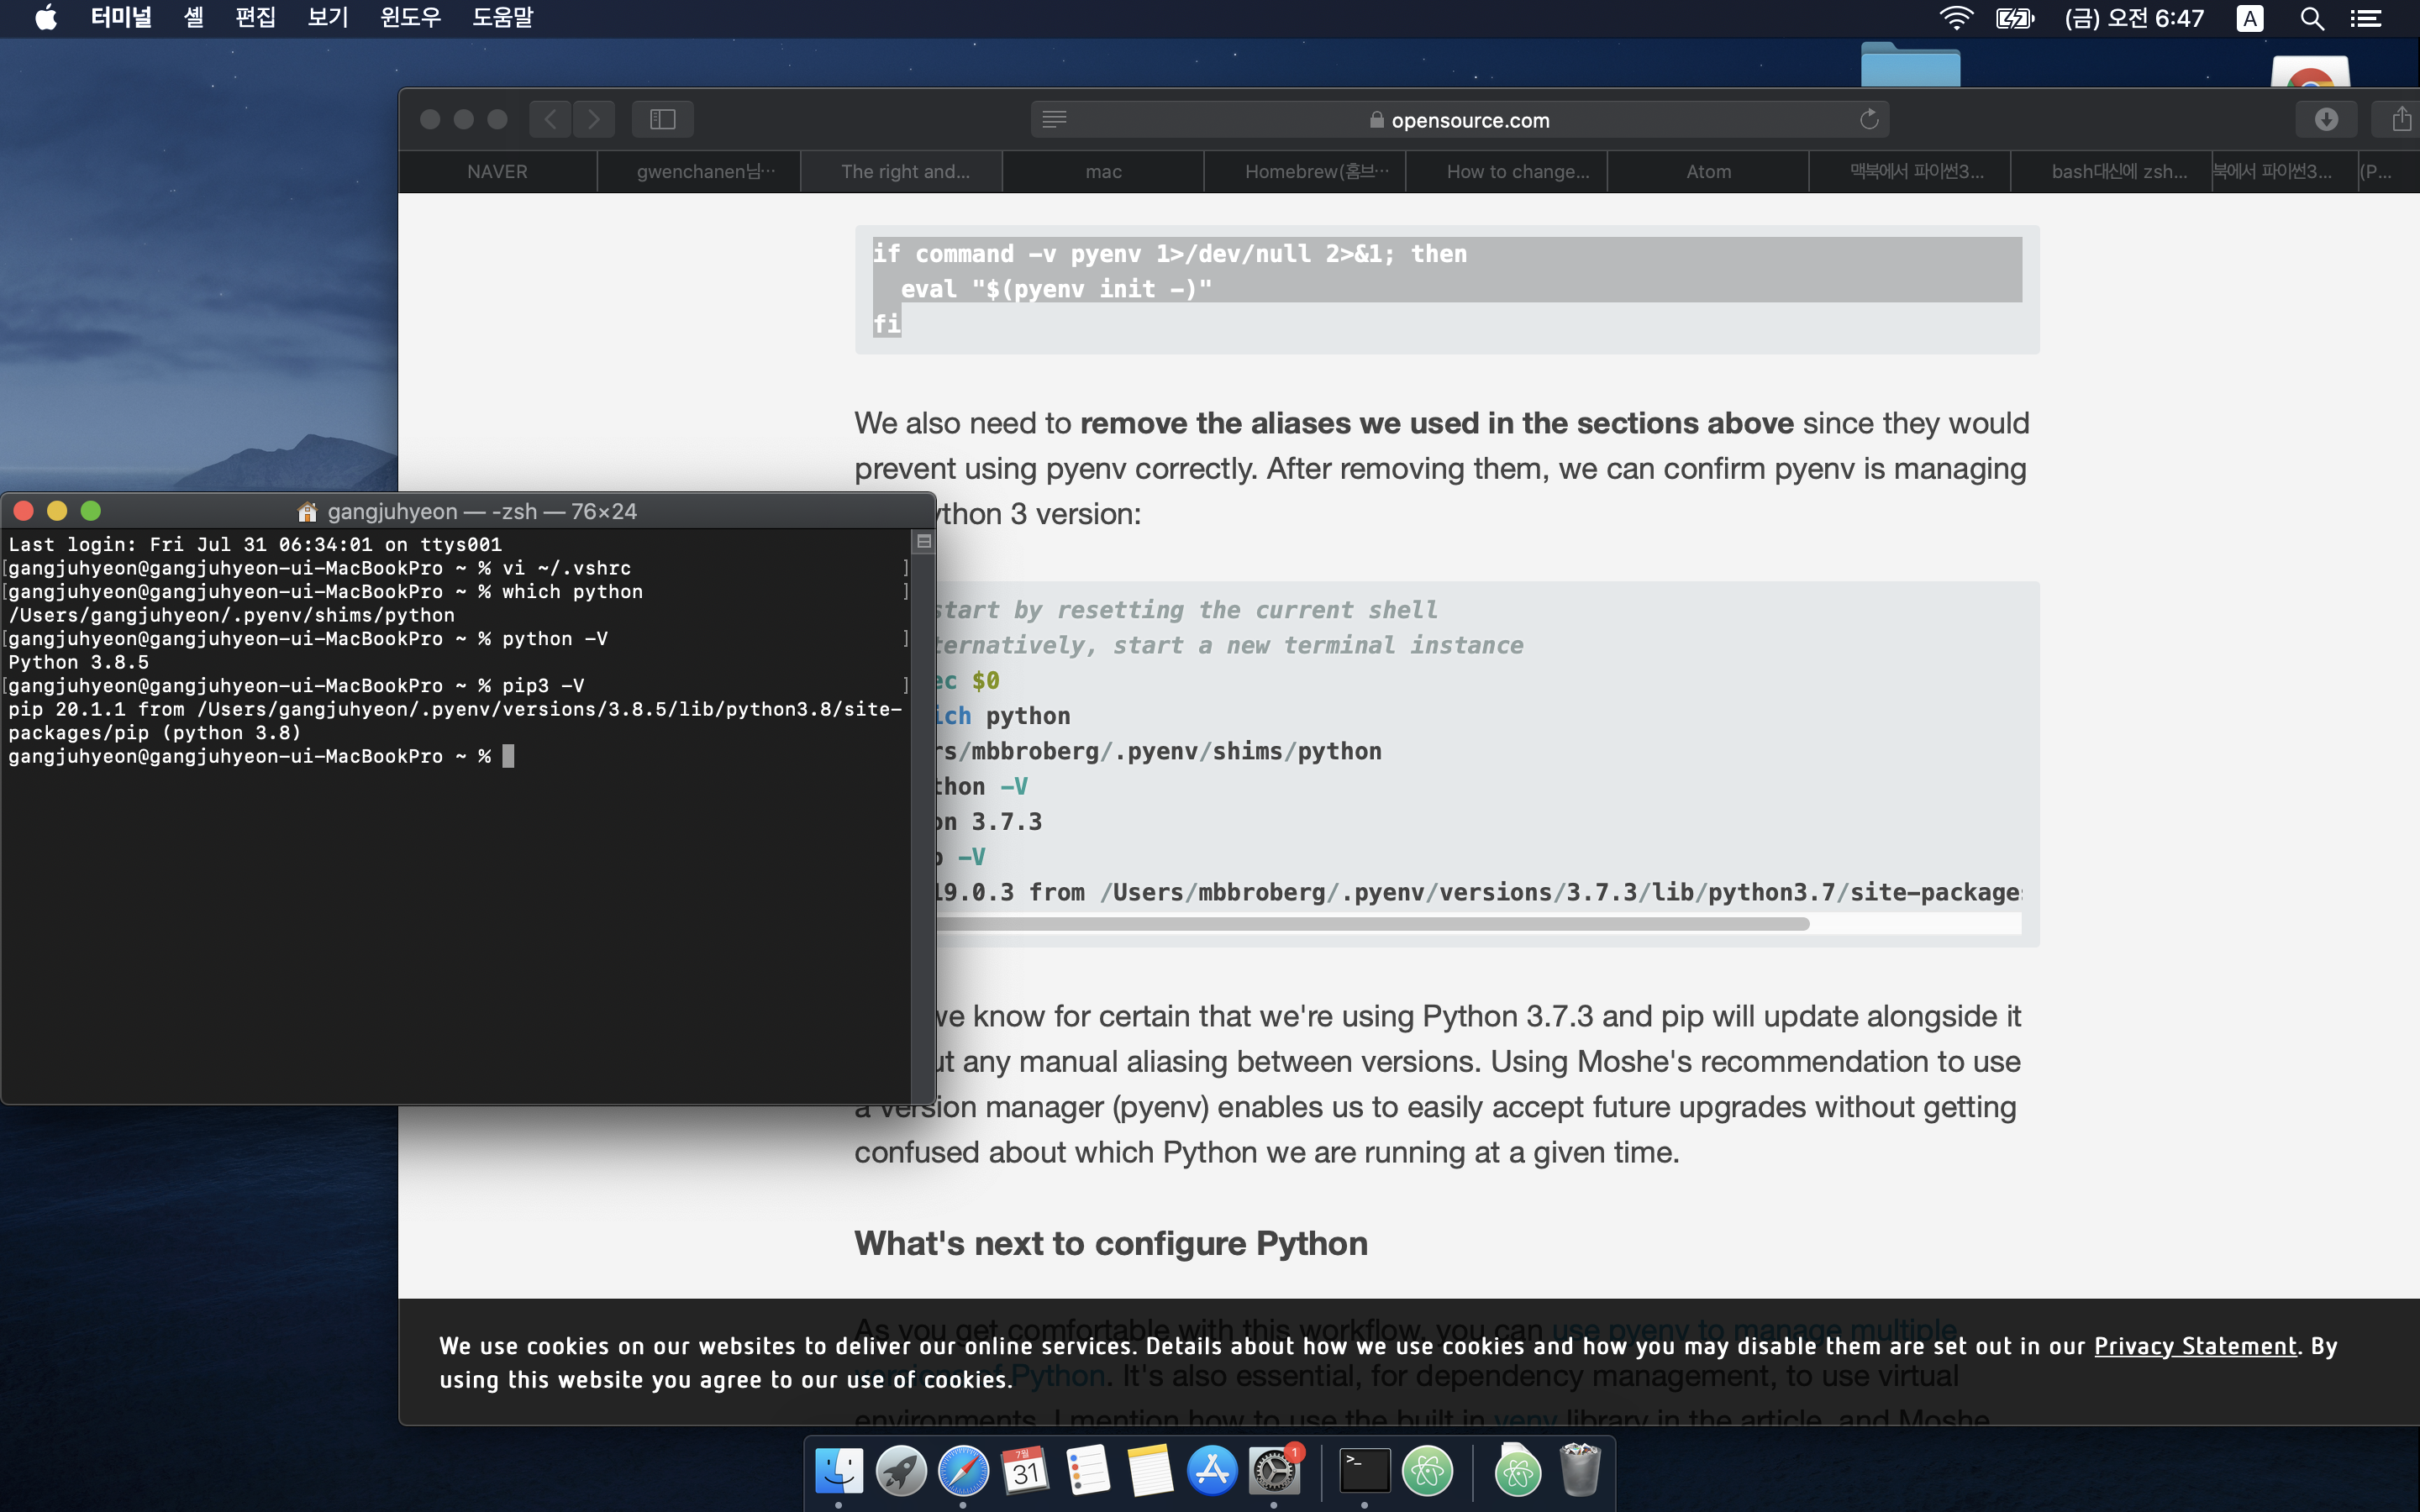 터미널 셸 편집 보기 윈도우 도움말 (금) 오전 6:47 A
opensource.com
NAVER gwenchanen님··· The right and... mac Homebrew(홈브··· How to change... Atom 맥북에서 파이썬3... bash대신에 zsh... 북에서 파이썬3... (P...
if command -v pyenv 1>/dev/null 2>&1; then
eval "$(pyenv init -)"
fi
We also need to remove the aliases we used in the sections above since they would
prevent using pyenv correctly. After removing them, we can confirm pyenv is managing
ython 3 version:
gangjuhyeon — -zsh — 76×24
Last login: Fri Jul 31 06:34:01 on ttys001
[gangjuhyeon@gangjuhyeon-ui-MacBookPro ~ % vi ~/.vshrc ]
[gangjuhyeon@gangjuhyeon-ui-MacBookPro ~ % which python ]
/Users/gangjuhyeon/.pyenv/shims/python
[gangjuhyeon@gangjuhyeon-ui-MacBookPro ~ % python -V ]
Python 3.8.5
[gangjuhyeon@gangjuhyeon-ui-MacBookPro ~ % pip3 -V ]
pip 20.1.1 from /Users/gangjuhyeon/.pyenv/versions/3.8.5/lib/python3.8/site-
packages/pip (python 3.8)
gangjuhyeon@gangjuhyeon-ui-MacBookPro ~ %
start by resetting the current shell
ternatively, start a new terminal instance
ec $0
ich python
rs/mbbroberg/.pyenv/shims/python
thon -V
on 3.7.3
p -V
19.0.3 from /Users/mbbroberg/.pyenv/versions/3.7.3/lib/python3.7/site-package
we know for certain that we're using Python 3.7.3 and pip will update alongside it
ut any manual aliasing between versions. Using Moshe's recommendation to use
a version manager (pyenv) enables us to easily accept future upgrades without getting
confused about which Python we are running at a given time.
What's next to configure Python
As you get comfortable with this workflow, you can use pyenv to manage multiple
versions of Python. It's also essential, for dependency management, to use virtual
environments. I mention how to use the built in venv library in the article, and Moshe
We use cookies on our websites to deliver our online services. Details about how we use cookies and how you may disable them are set out in our Privacy Statement. By
using this website you agree to our use of cookies.
7월
31
1
>_